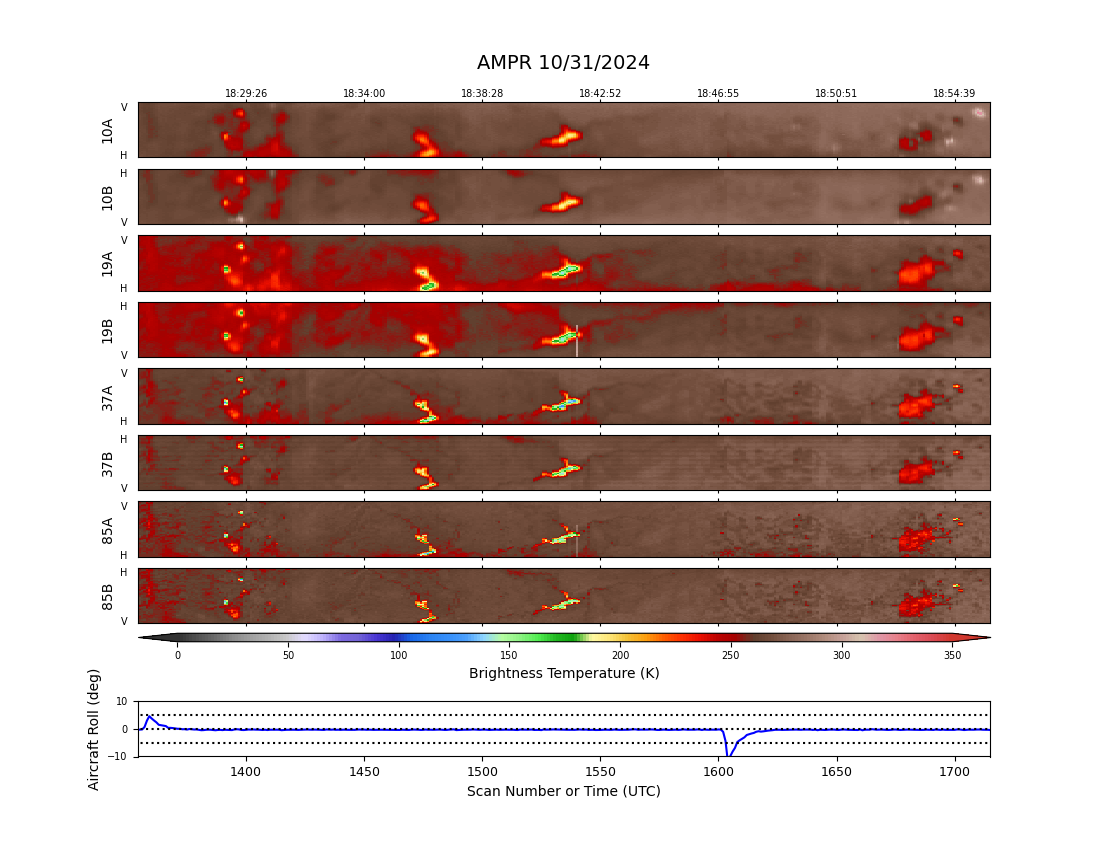 AMPR 10/31/2024
18:29:26 18:34:00 18:38:28 18:42:52 18:46:55 18:50:51 18:54:39
V
10A
H
H
10B
V
V
19A
H
H
19B
V
V
37A
H
H
37B
V
V
85A
H
H
85B
V
0 50 100 150 200 250 300 350
Brightness Temperature (K)
10
0
−10
Aircraft Roll (deg)
1400 1450 1500 1550 1600 1650 1700
Scan Number or Time (UTC)